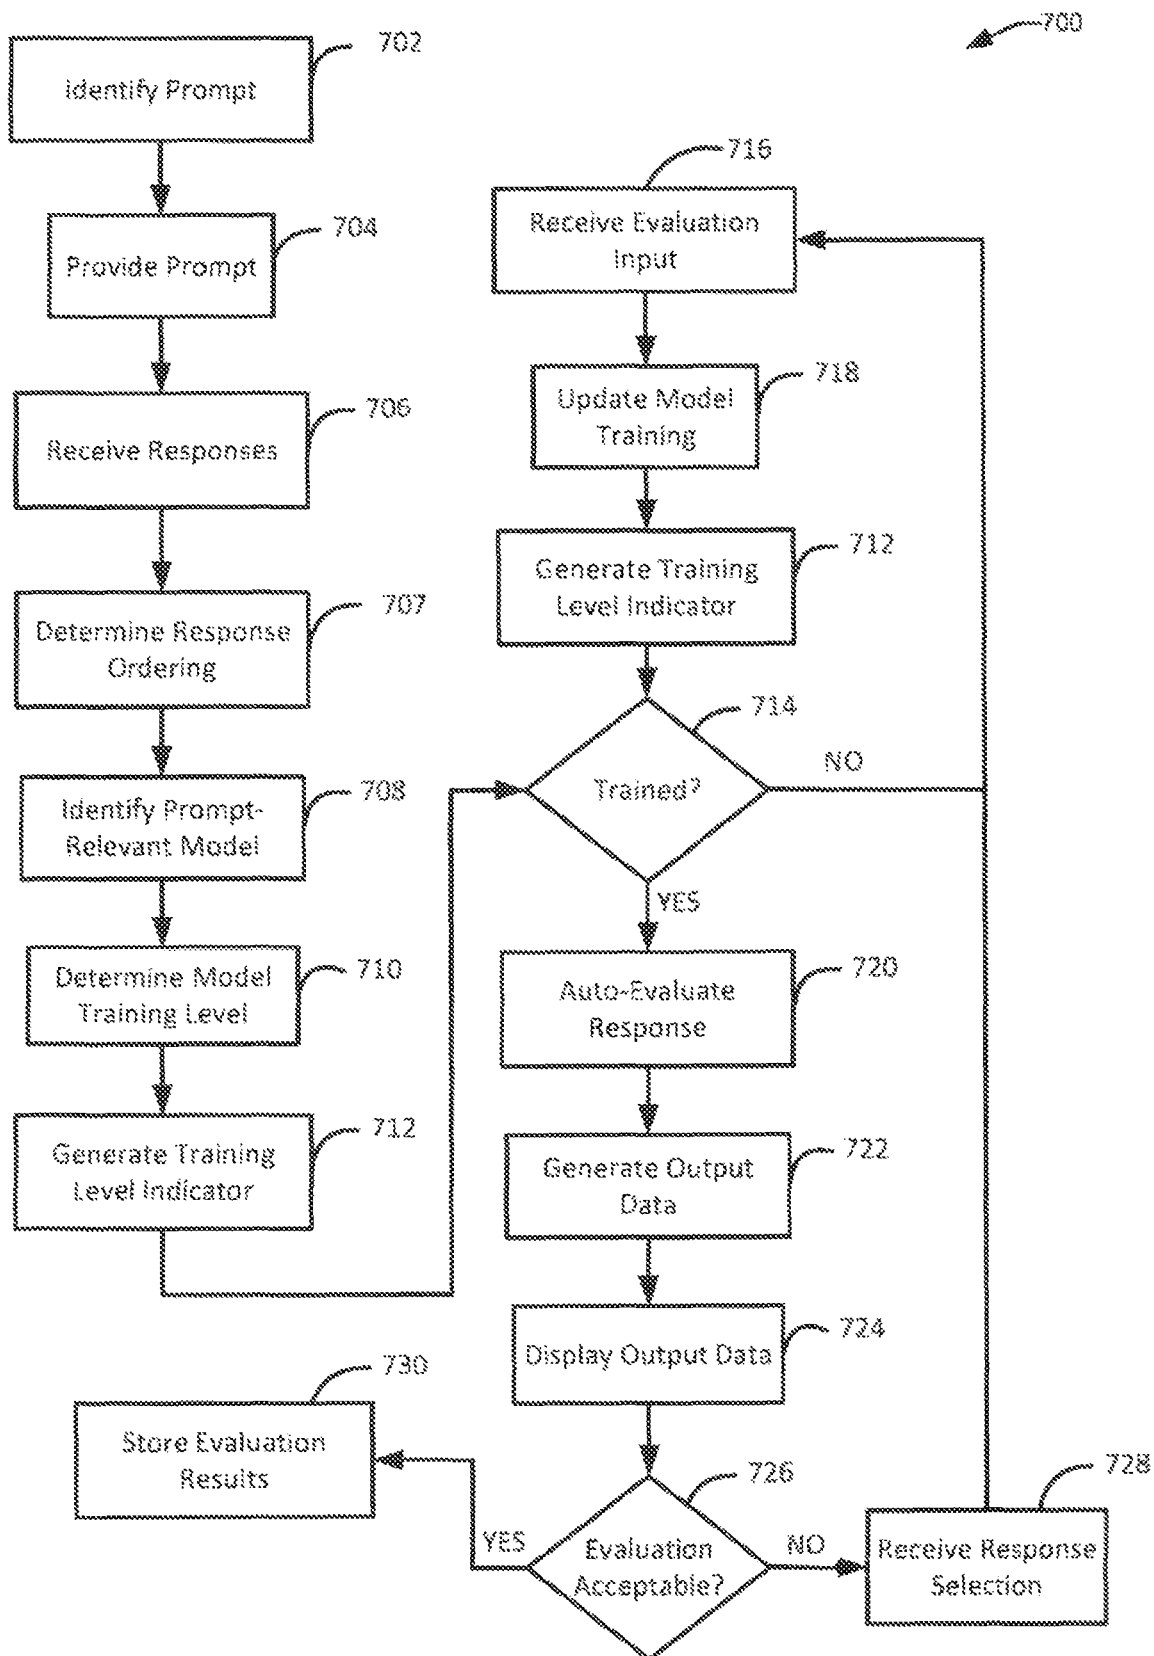 700
702
Identify Prompt
704
Provide Prompt
706
Receive Responses
707
Determine Response
Ordering
708
Identify Prompt-
Relevant Model
710
Determine Model
Training Level
712
Generate Training
Level Indicator
716
Receive Evaluation
Input
718
Update Model
Training
712
Generate Training
Level Indicator
714
Trained?
NO
YES
720
Auto-Evaluate
Response
722
Generate Output
Data
724
Display Output Data
726
Evaluation
Acceptable?
YES
NO
730
Store Evaluation
Results
728
Receive Response
Selection